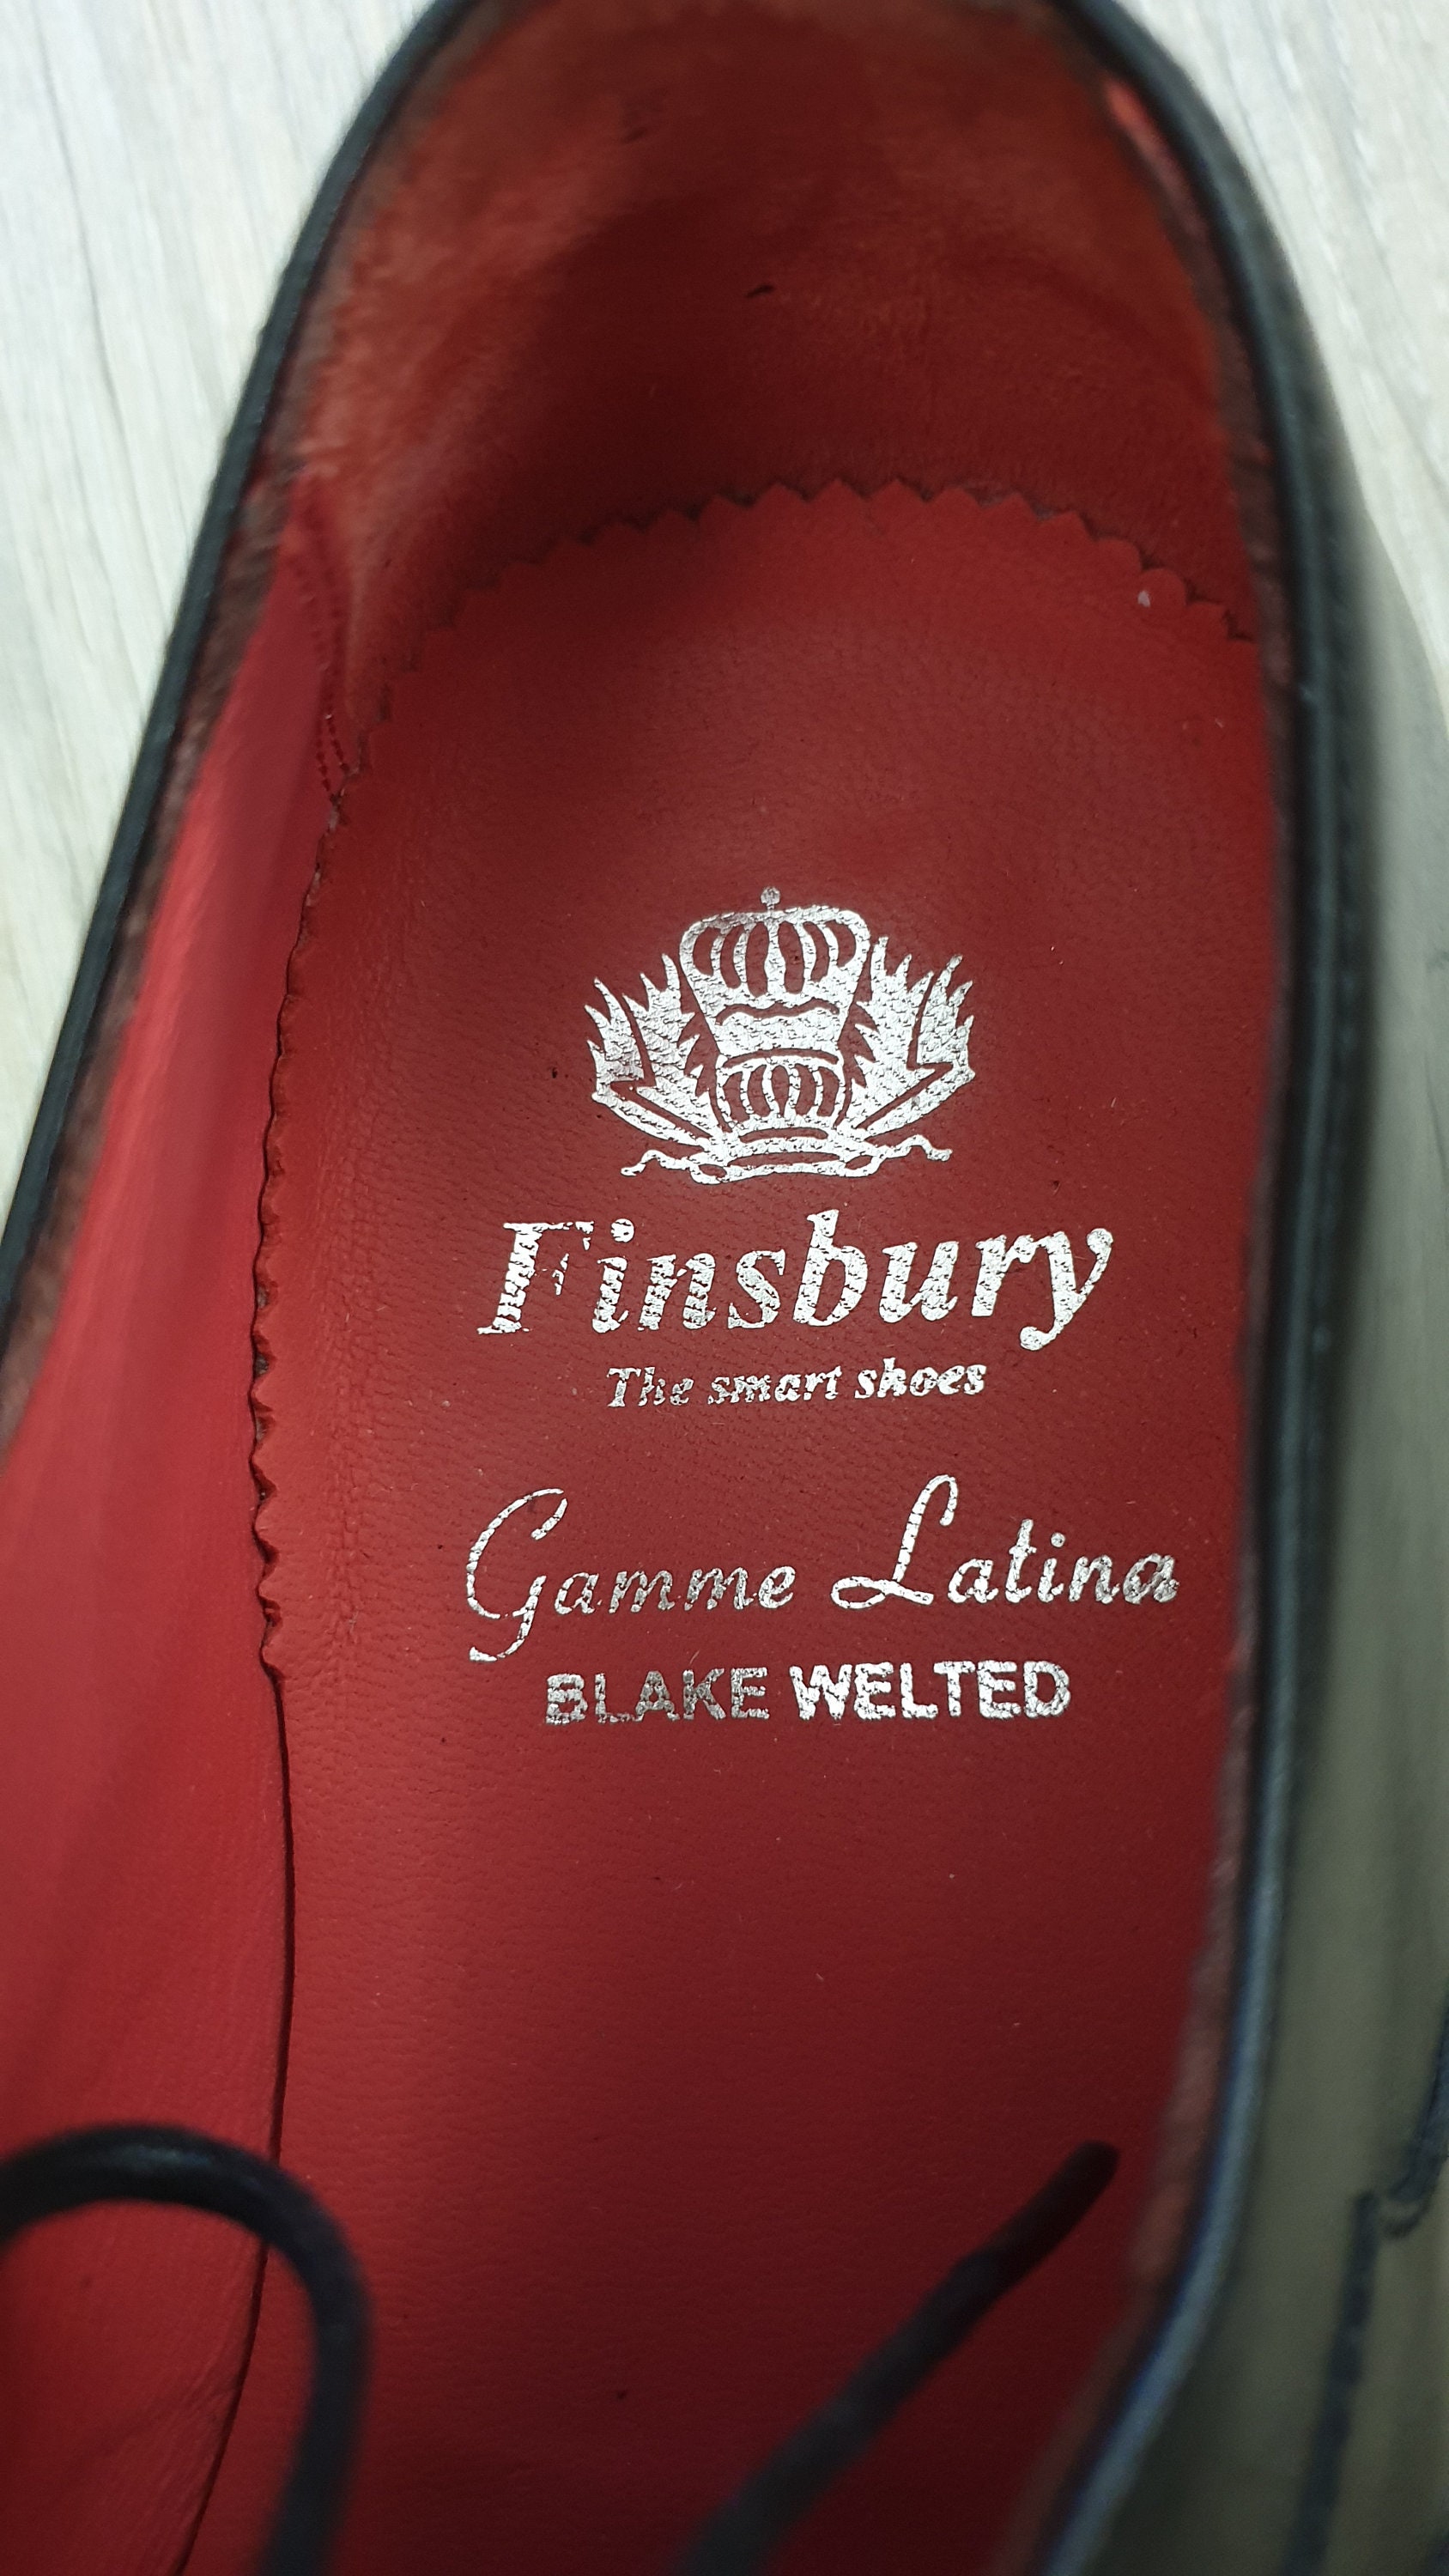 Finsbury
The smart shoes
Gamme Latina
BLAKE WELTED